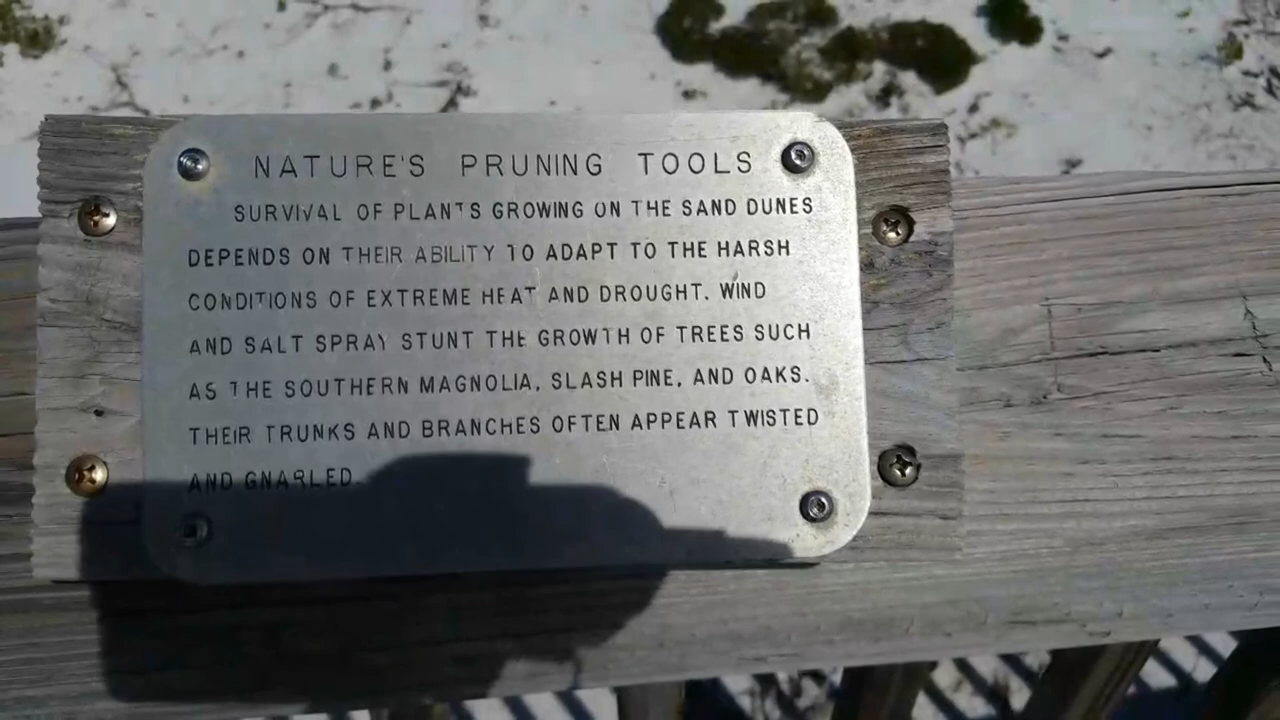 NATURE'S PRUNING TOOLS
SURVIVAL OF PLANTS GROWING ON THE SAND DUNES
DEPENDS ON THEIR ABILITY TO ADAPT TO THE HARSH
CONDITIONS OF EXTREME HEAT AND DROUGHT. WIND
AND SALT SPRAY STUNT THE GROWTH OF TREES SUCH
AS THE SOUTHERN MAGNOLIA, SLASH PINE, AND OAKS.
THEIR TRUNKS AND BRANCHES OFTEN APPEAR TWISTED
AND GNARLED.